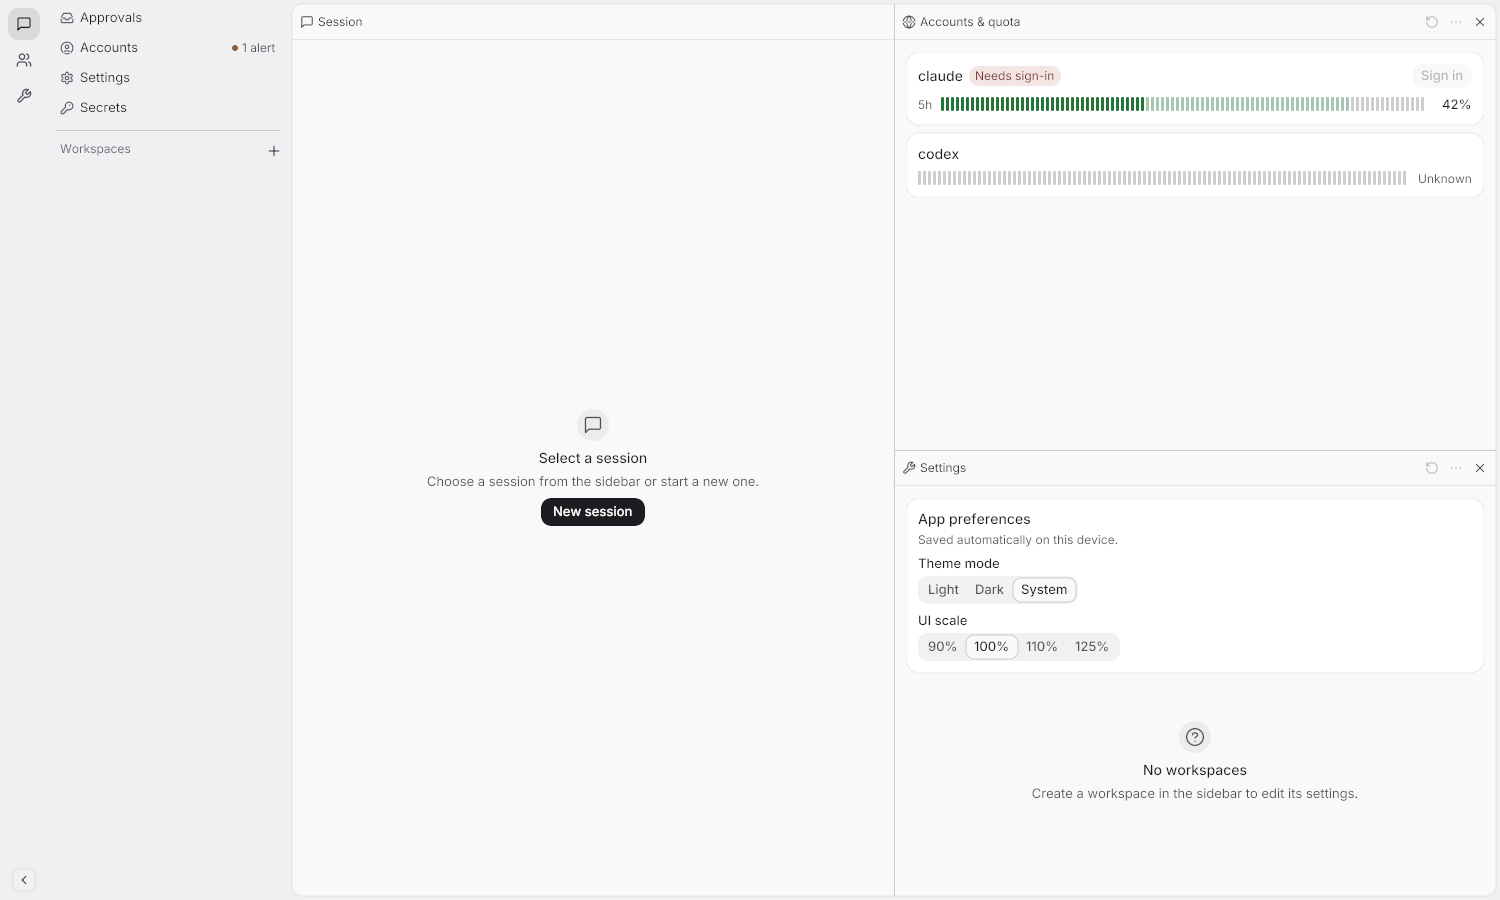 Approvals
Accounts
1 alert
Settings
Secrets
Workspaces
Session
Select a session
Choose a session from the sidebar or start a new one.
New session
Accounts & quota
claude
Needs sign-in
Sign in
5h
42%
codex
Unknown
Settings
App preferences
Saved automatically on this device.
Theme mode
Light Dark System
UI scale
90% 100% 110% 125%
No workspaces
Create a workspace in the sidebar to edit its settings.